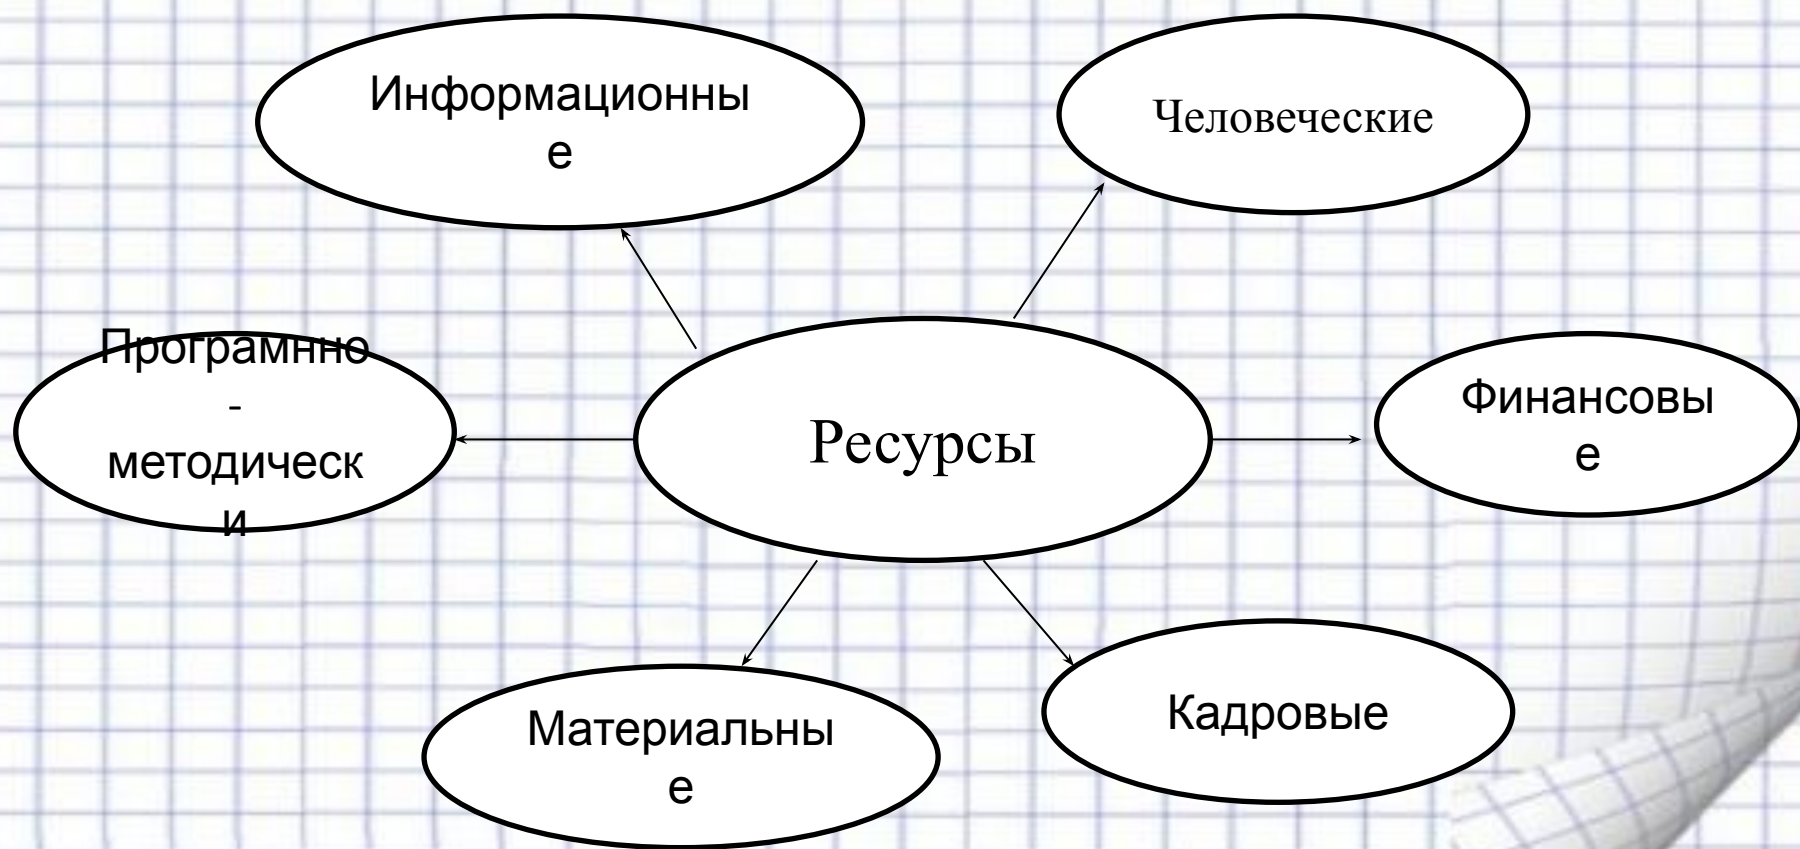 Информационны
е
Человеческие
Програмнно
-
методическ
и
Ресурсы
Финансовы
е
Материальны
е
Кадровые